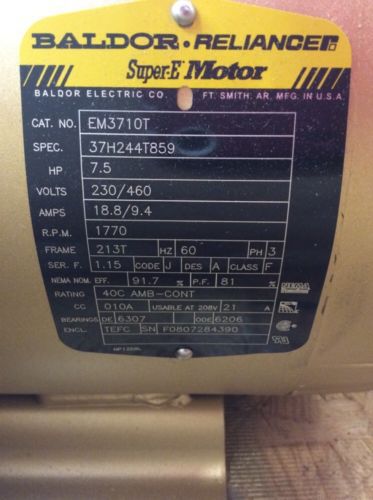 BALDOR • RELIANCER
Super-E Motor
BALDOR ELECTRIC CO. FT. SMITH, AR. MFG. IN U.S.A.
CAT. NO. EM3710T
SPEC. 37H244T859
HP 7.5
VOLTS 230/460
AMPS 18.8/9.4
R.P.M. 1770
FRAME 213T HZ 60 PH 3
SER. F. 1.15 CODE J DES A CLASS F
NEMA NOM. EFF. 91.7 % P.F. 81 %
RATING 40C AMB-CONT
CC 010A USABLE AT 208V 21 A
BEARINGS DE 6307 ODE 6206
ENCL. TEFC SN F0807284390